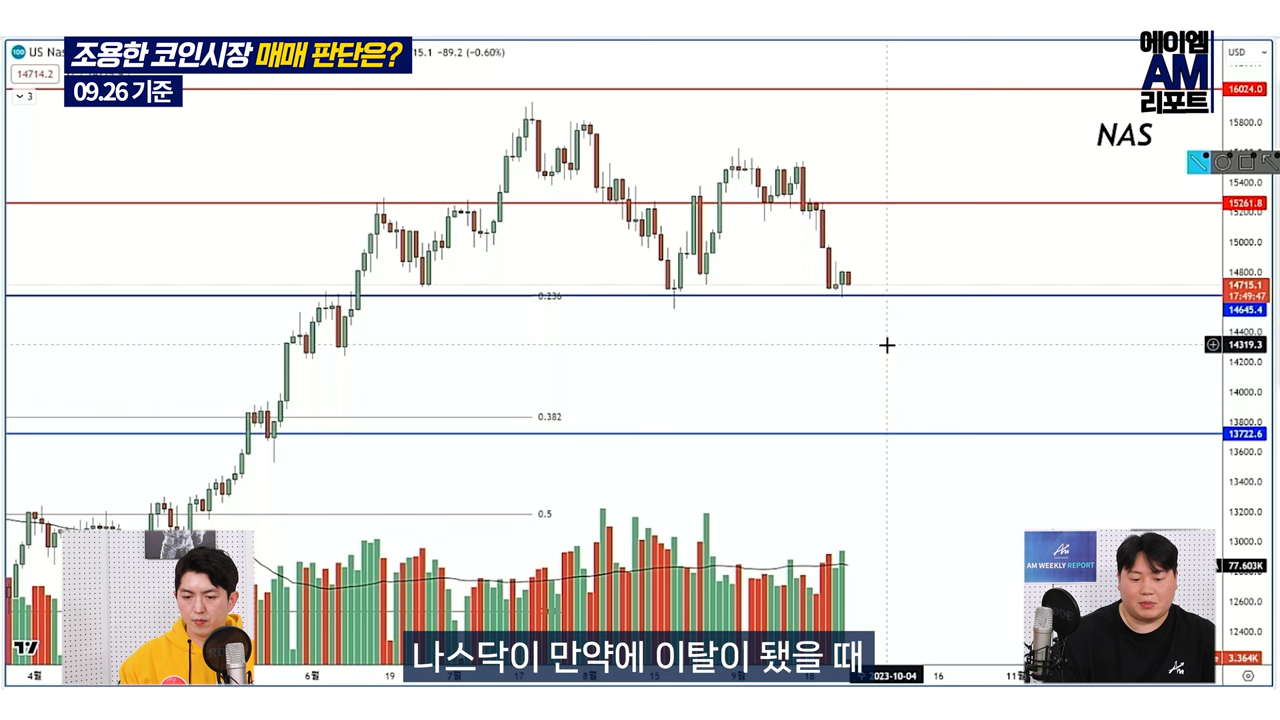 100 US Nas
15.1 −89.2 (−0.60%)
조용한 코인시장 매매 판단은?
09.26 기준
14714.2
3
에이엠
AM
리포트
NAS
USD
16024.0
15800.0
15400.0
15261.8
15200.0
15000.0
14800.0
14715.1
17:49:47
14645.4
14400.0
14319.3
14200.0
14000.0
13800.0
13722.6
13600.0
13400.0
13200.0
13000.0
77.603K
12600.0
12400.0
3.364K
0.236
0.382
0.5
AM WEEKLY REPORT
나스닥이 만약에 이탈이 됐을 때
4월
6월
19
7월
8월
15
9월
18
2023-10-04
16
11월